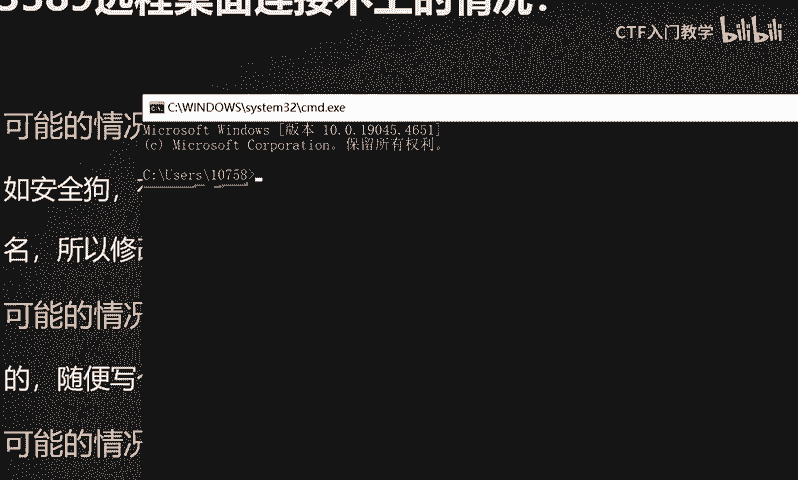 3389远程桌面连接不上的情况:
CTF入门教学 bilibili
C:\WINDOWS\system32\cmd.exe
可能的情况
Microsoft Windows [版本 10.0.19045.4651]
(c) Microsoft Corporation。保留所有权利。
如安全狗，
C:\Users\10758>
名，所以修改
可能的情况
的，随便写个
可能的情况